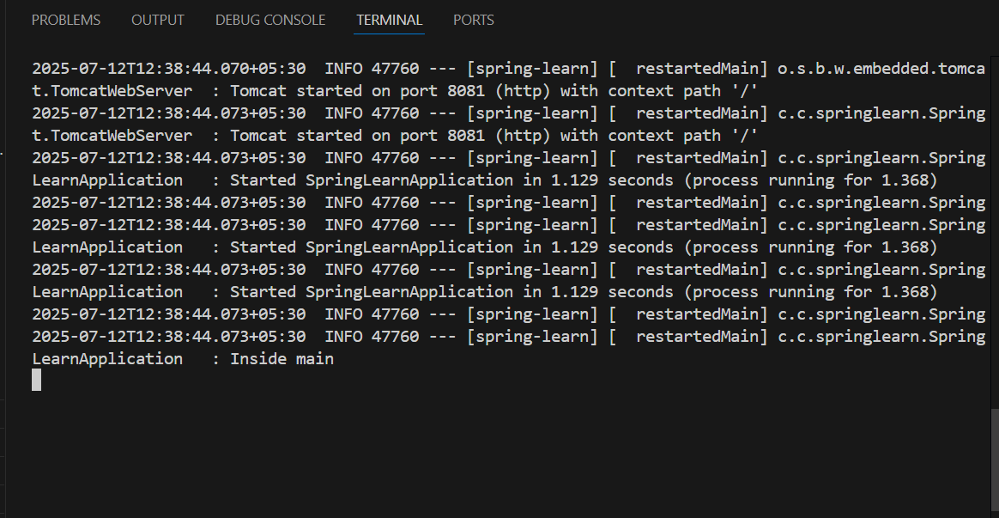 PROBLEMS OUTPUT DEBUG CONSOLE TERMINAL PORTS
2025-07-12T12:38:44.070+05:30  INFO 47760 --- [spring-learn] [  restartedMain] o.s.b.w.embedded.tomca
t.TomcatWebServer  : Tomcat started on port 8081 (http) with context path '/'
2025-07-12T12:38:44.073+05:30  INFO 47760 --- [spring-learn] [  restartedMain] c.c.springlearn.Spring
t.TomcatWebServer  : Tomcat started on port 8081 (http) with context path '/'
2025-07-12T12:38:44.073+05:30  INFO 47760 --- [spring-learn] [  restartedMain] c.c.springlearn.Spring
LearnApplication   : Started SpringLearnApplication in 1.129 seconds (process running for 1.368)
2025-07-12T12:38:44.073+05:30  INFO 47760 --- [spring-learn] [  restartedMain] c.c.springlearn.Spring
2025-07-12T12:38:44.073+05:30  INFO 47760 --- [spring-learn] [  restartedMain] c.c.springlearn.Spring
LearnApplication   : Started SpringLearnApplication in 1.129 seconds (process running for 1.368)
2025-07-12T12:38:44.073+05:30  INFO 47760 --- [spring-learn] [  restartedMain] c.c.springlearn.Spring
LearnApplication   : Started SpringLearnApplication in 1.129 seconds (process running for 1.368)
2025-07-12T12:38:44.073+05:30  INFO 47760 --- [spring-learn] [  restartedMain] c.c.springlearn.Spring
2025-07-12T12:38:44.073+05:30  INFO 47760 --- [spring-learn] [  restartedMain] c.c.springlearn.Spring
LearnApplication   : Inside main